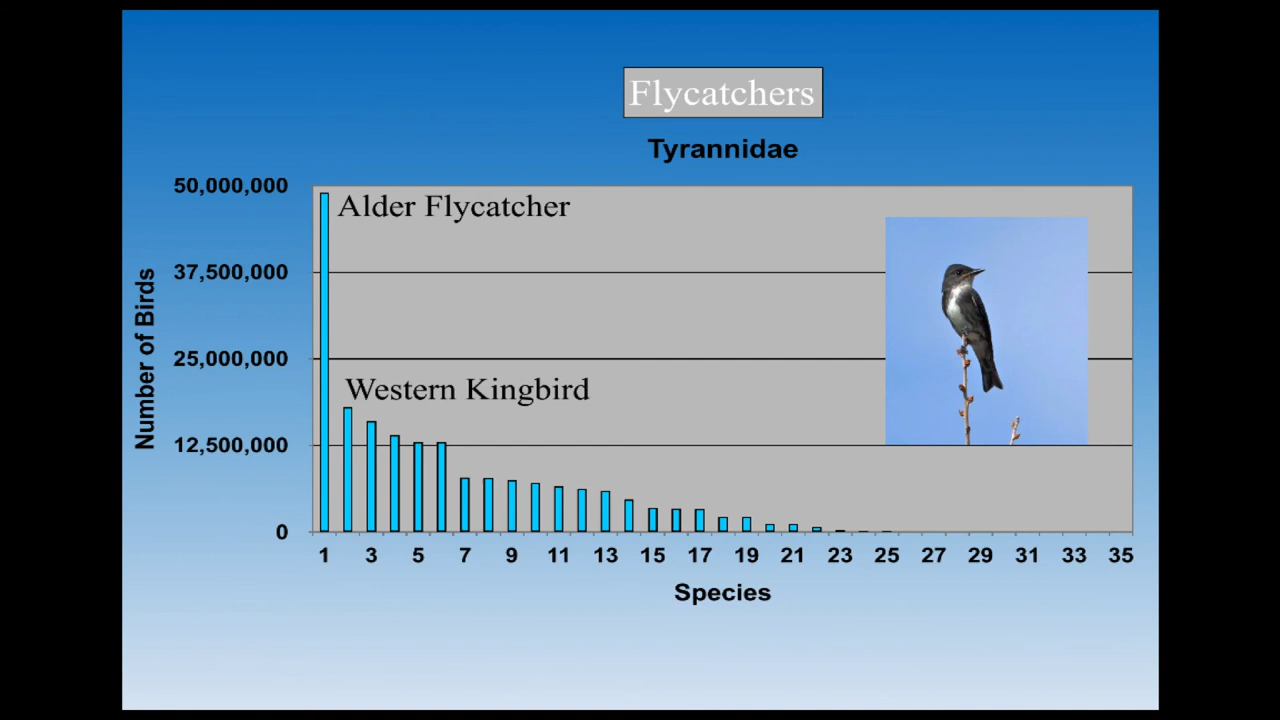 Flycatchers
Tyrannidae
50,000,000
Alder Flycatcher
37,500,000
25,000,000
Western Kingbird
12,500,000
0
Number of Birds
1 3 5 7 9 11 13 15 17 19 21 23 25 27 29 31 33 35
Species